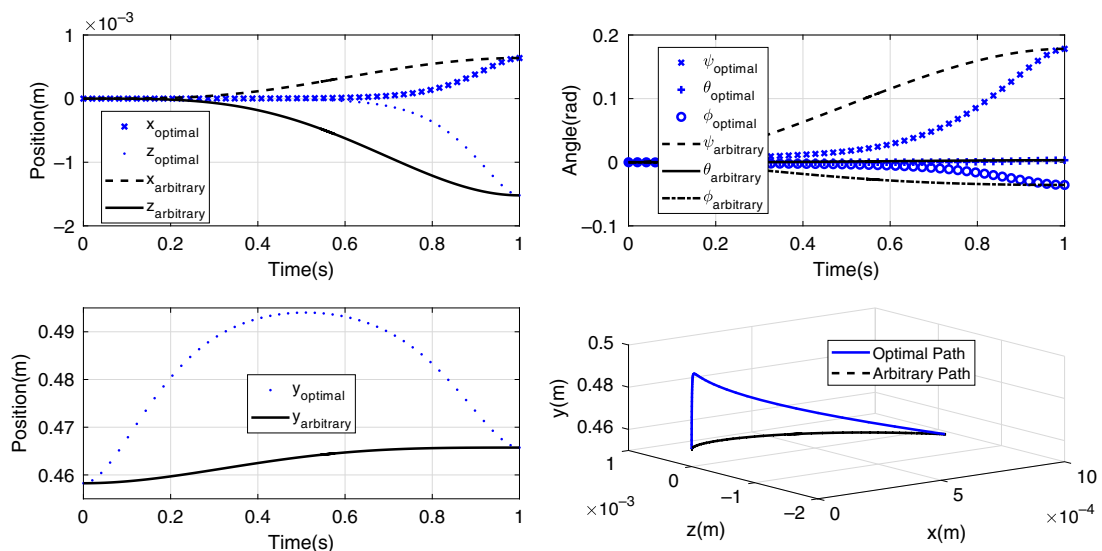 ×10⁻³
1
0
−1
−2
Position(m)
x_optimal
z_optimal
x_arbitrary
z_arbitrary
0 0.2 0.4 0.6 0.8 1
Time(s)
0.2
0.1
0
−0.1
Angle(rad)
ψ_optimal
θ_optimal
ϕ_optimal
ψ_arbitrary
θ_arbitrary
ϕ_arbitrary
0 0.2 0.4 0.6 0.8 1
Time(s)
0.49
0.48
0.47
0.46
Position(m)
y_optimal
y_arbitrary
0 0.2 0.4 0.6 0.8 1
Time(s)
0.5
0.48
0.46
y(m)
Optimal Path
Arbitrary Path
1
0
−1
−2
×10⁻³
z(m)
0
5
10
×10⁻⁴
x(m)